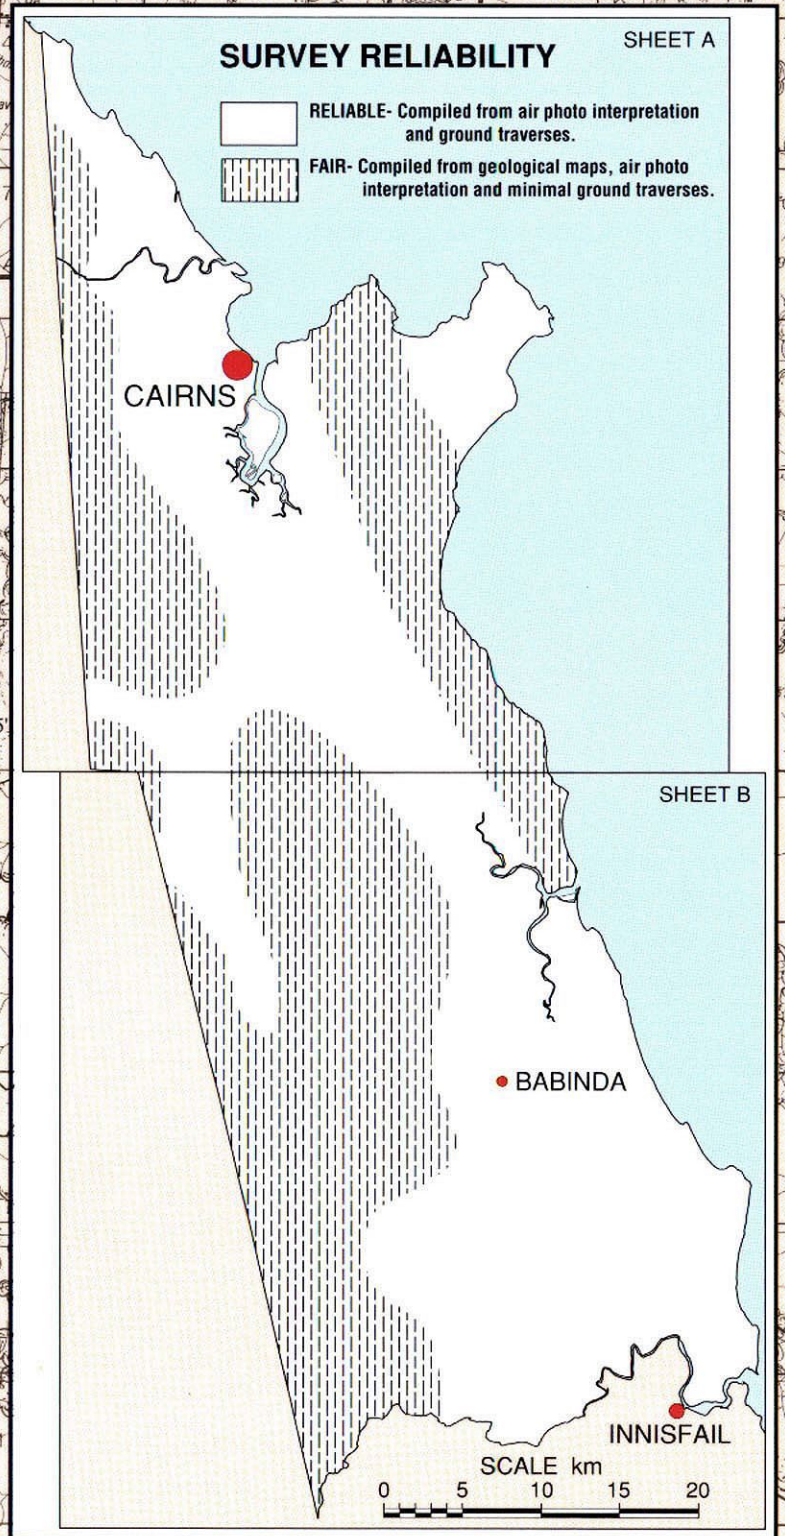 SHEET A
SURVEY RELIABILITY
RELIABLE- Compiled from air photo interpretation
and ground traverses.
FAIR- Compiled from geological maps, air photo
interpretation and minimal ground traverses.
CAIRNS
SHEET B
BABINDA
INNISFAIL
SCALE km
0 5 10 15 20